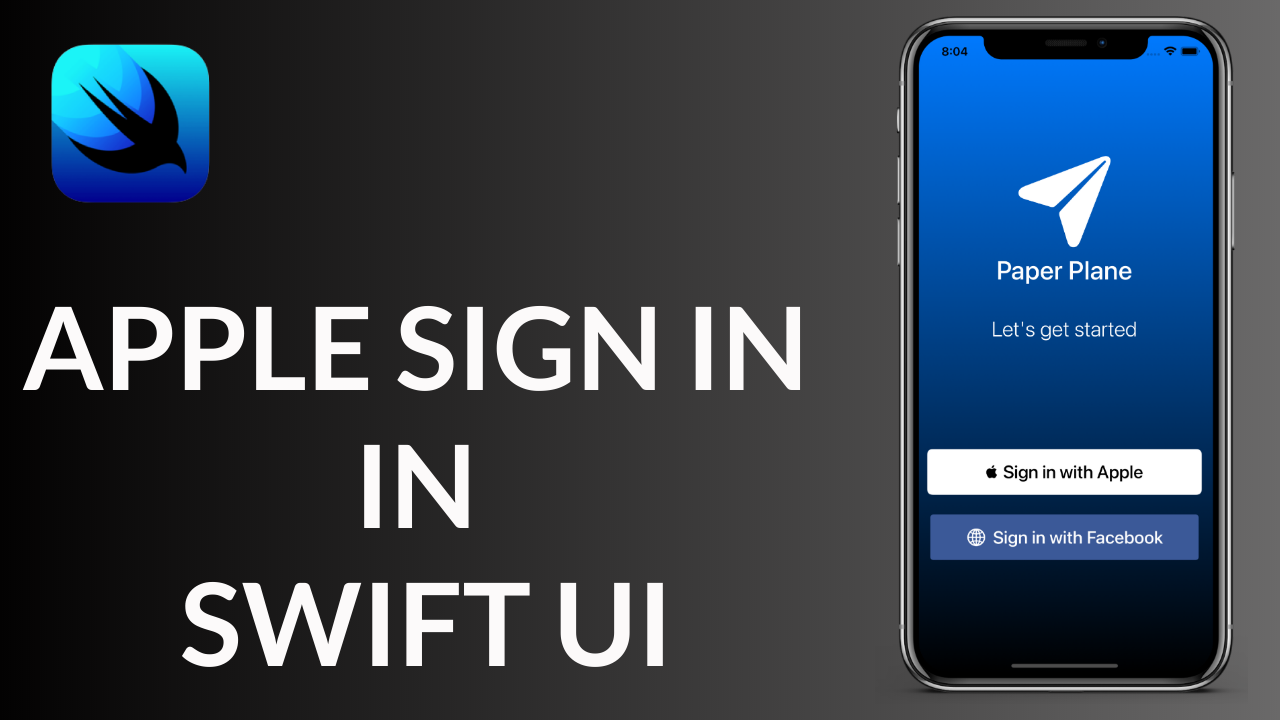 APPLE SIGN IN
IN
SWIFT UI
8:04
Paper Plane
Let's get started
Sign in with Apple
Sign in with Facebook